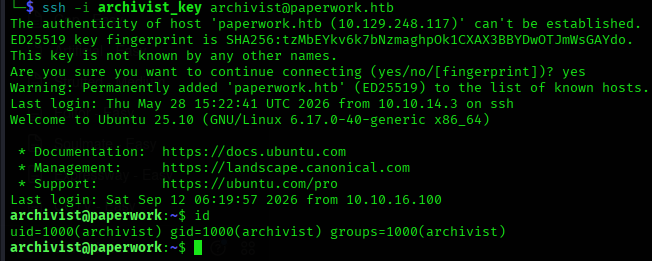 └─$ ssh -i archivist_key archivist@paperwork.htb
The authenticity of host 'paperwork.htb (10.129.248.117)' can't be established.
ED25519 key fingerprint is SHA256:tzMbEYkv6k7bNzmaghpOk1CXAX3BBYDwOTJmWsGAYdo.
This key is not known by any other names.
Are you sure you want to continue connecting (yes/no/[fingerprint])? yes
Warning: Permanently added 'paperwork.htb' (ED25519) to the list of known hosts.
Last login: Thu May 28 15:22:41 UTC 2026 from 10.10.14.3 on ssh
Welcome to Ubuntu 25.10 (GNU/Linux 6.17.0-40-generic x86_64)
* Documentation: https://docs.ubuntu.com
* Management: https://landscape.canonical.com
* Support: https://ubuntu.com/pro
Last login: Sat Sep 12 06:19:57 2026 from 10.10.16.100
archivist@paperwork:~$ id
uid=1000(archivist) gid=1000(archivist) groups=1000(archivist)
archivist@paperwork:~$